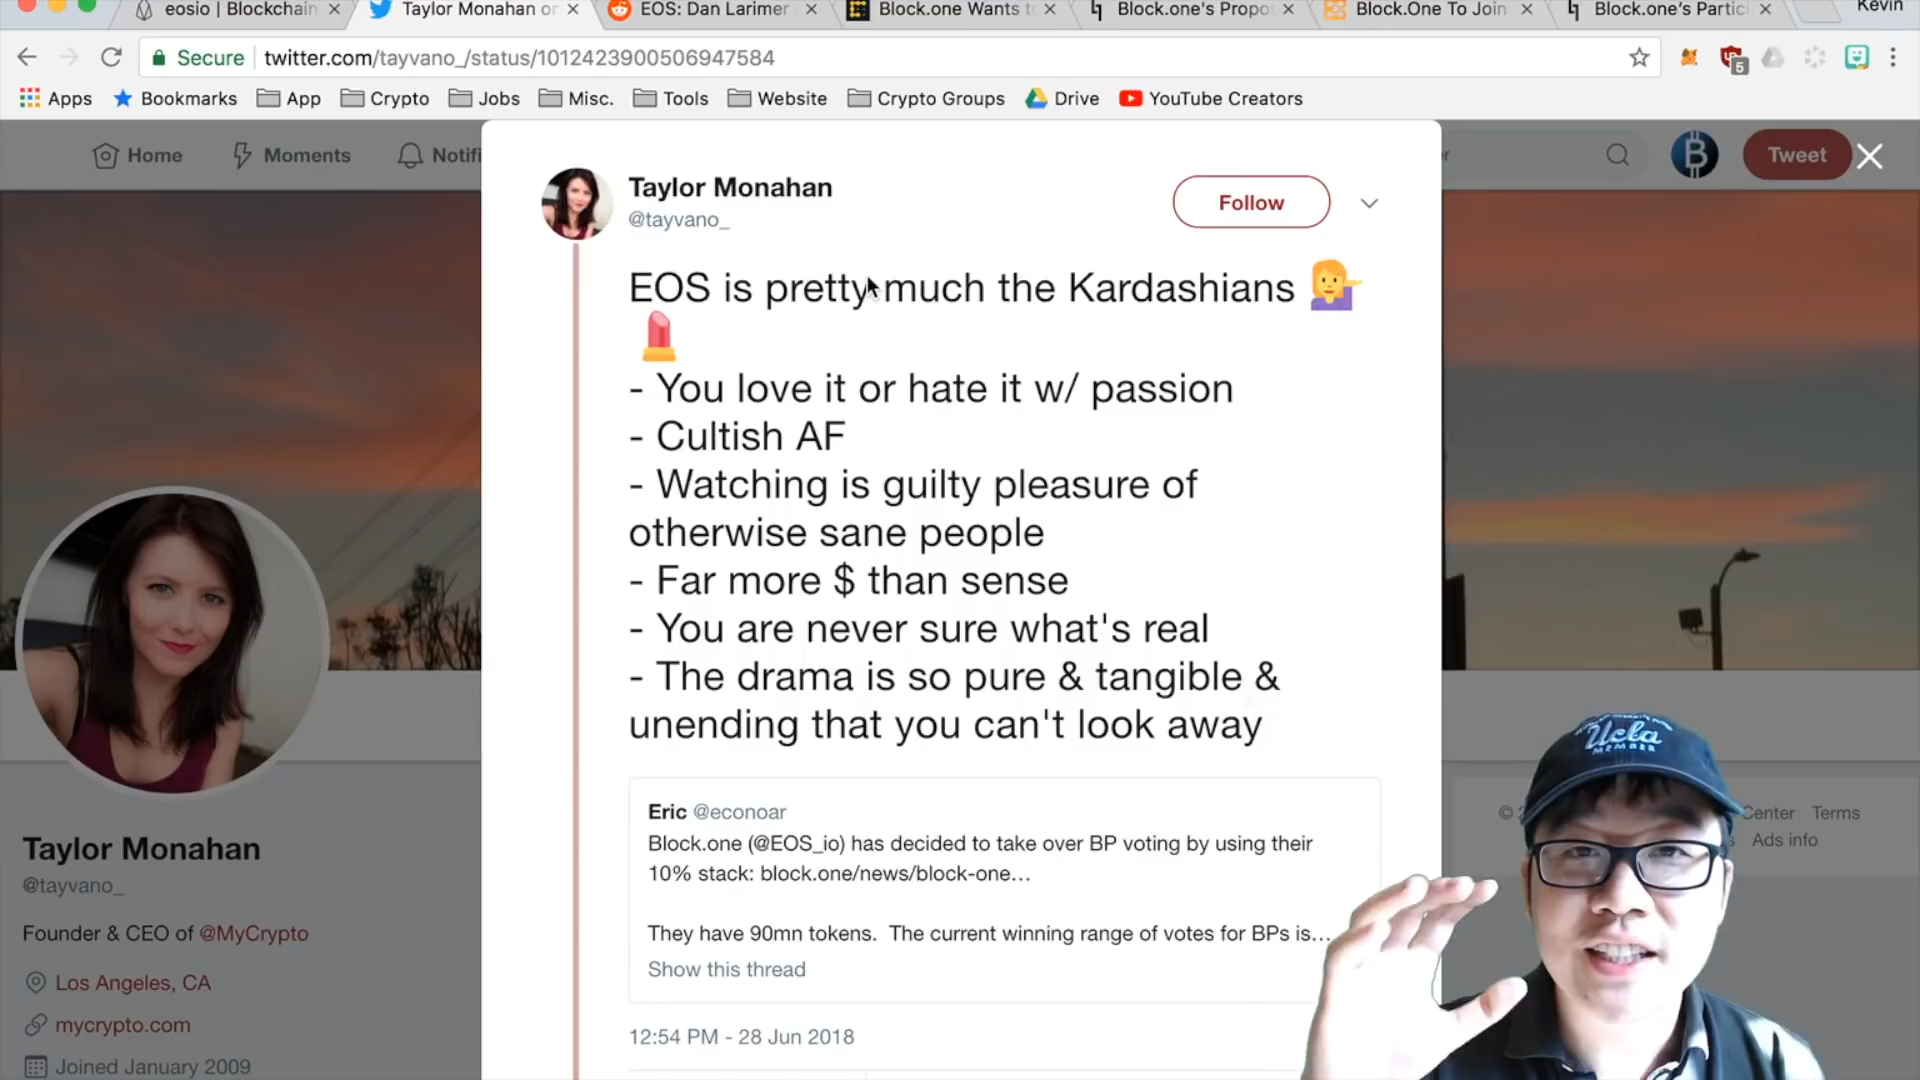 eosio | Blockchain
Taylor Monahan on
EOS: Dan Larimer
Block.one Wants to
Block.one's Propo
Block.One To Join
Block.one's Partici
Kevin
Secure
twitter.com/tayvano_/status/1012423900506947584
5
Apps
Bookmarks
App
Crypto
Jobs
Misc.
Tools
Website
Crypto Groups
Drive
YouTube Creators
Home
Moments
Notifi
Tweet
Taylor Monahan
@tayvano_
Follow
EOS is pretty much the Kardashians 💁💄
- You love it or hate it w/ passion
- Cultish AF
- Watching is guilty pleasure of
otherwise sane people
- Far more $ than sense
- You are never sure what's real
- The drama is so pure & tangible &
unending that you can't look away
Eric @econoar
Block.one (@EOS_io) has decided to take over BP voting by using their
10% stack: block.one/news/block-one…
They have 90mn tokens. The current winning range of votes for BPs is…
Show this thread
12:54 PM - 28 Jun 2018
Taylor Monahan
@tayvano_
Founder & CEO of @MyCrypto
Los Angeles, CA
mycrypto.com
Joined January 2009
©
Center Terms
Ads info
Ucla
MEMBER